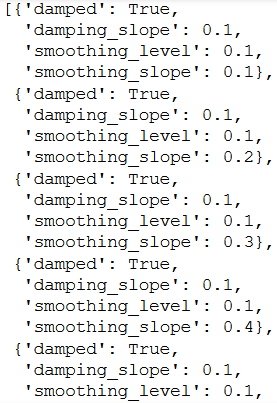 [{'damped': True,
'damping_slope': 0.1,
'smoothing_level': 0.1,
'smoothing_slope': 0.1},
{'damped': True,
'damping_slope': 0.1,
'smoothing_level': 0.1,
'smoothing_slope': 0.2},
{'damped': True,
'damping_slope': 0.1,
'smoothing_level': 0.1,
'smoothing_slope': 0.3},
{'damped': True,
'damping_slope': 0.1,
'smoothing_level': 0.1,
'smoothing_slope': 0.4},
{'damped': True,
'damping_slope': 0.1,
'smoothing_level': 0.1,